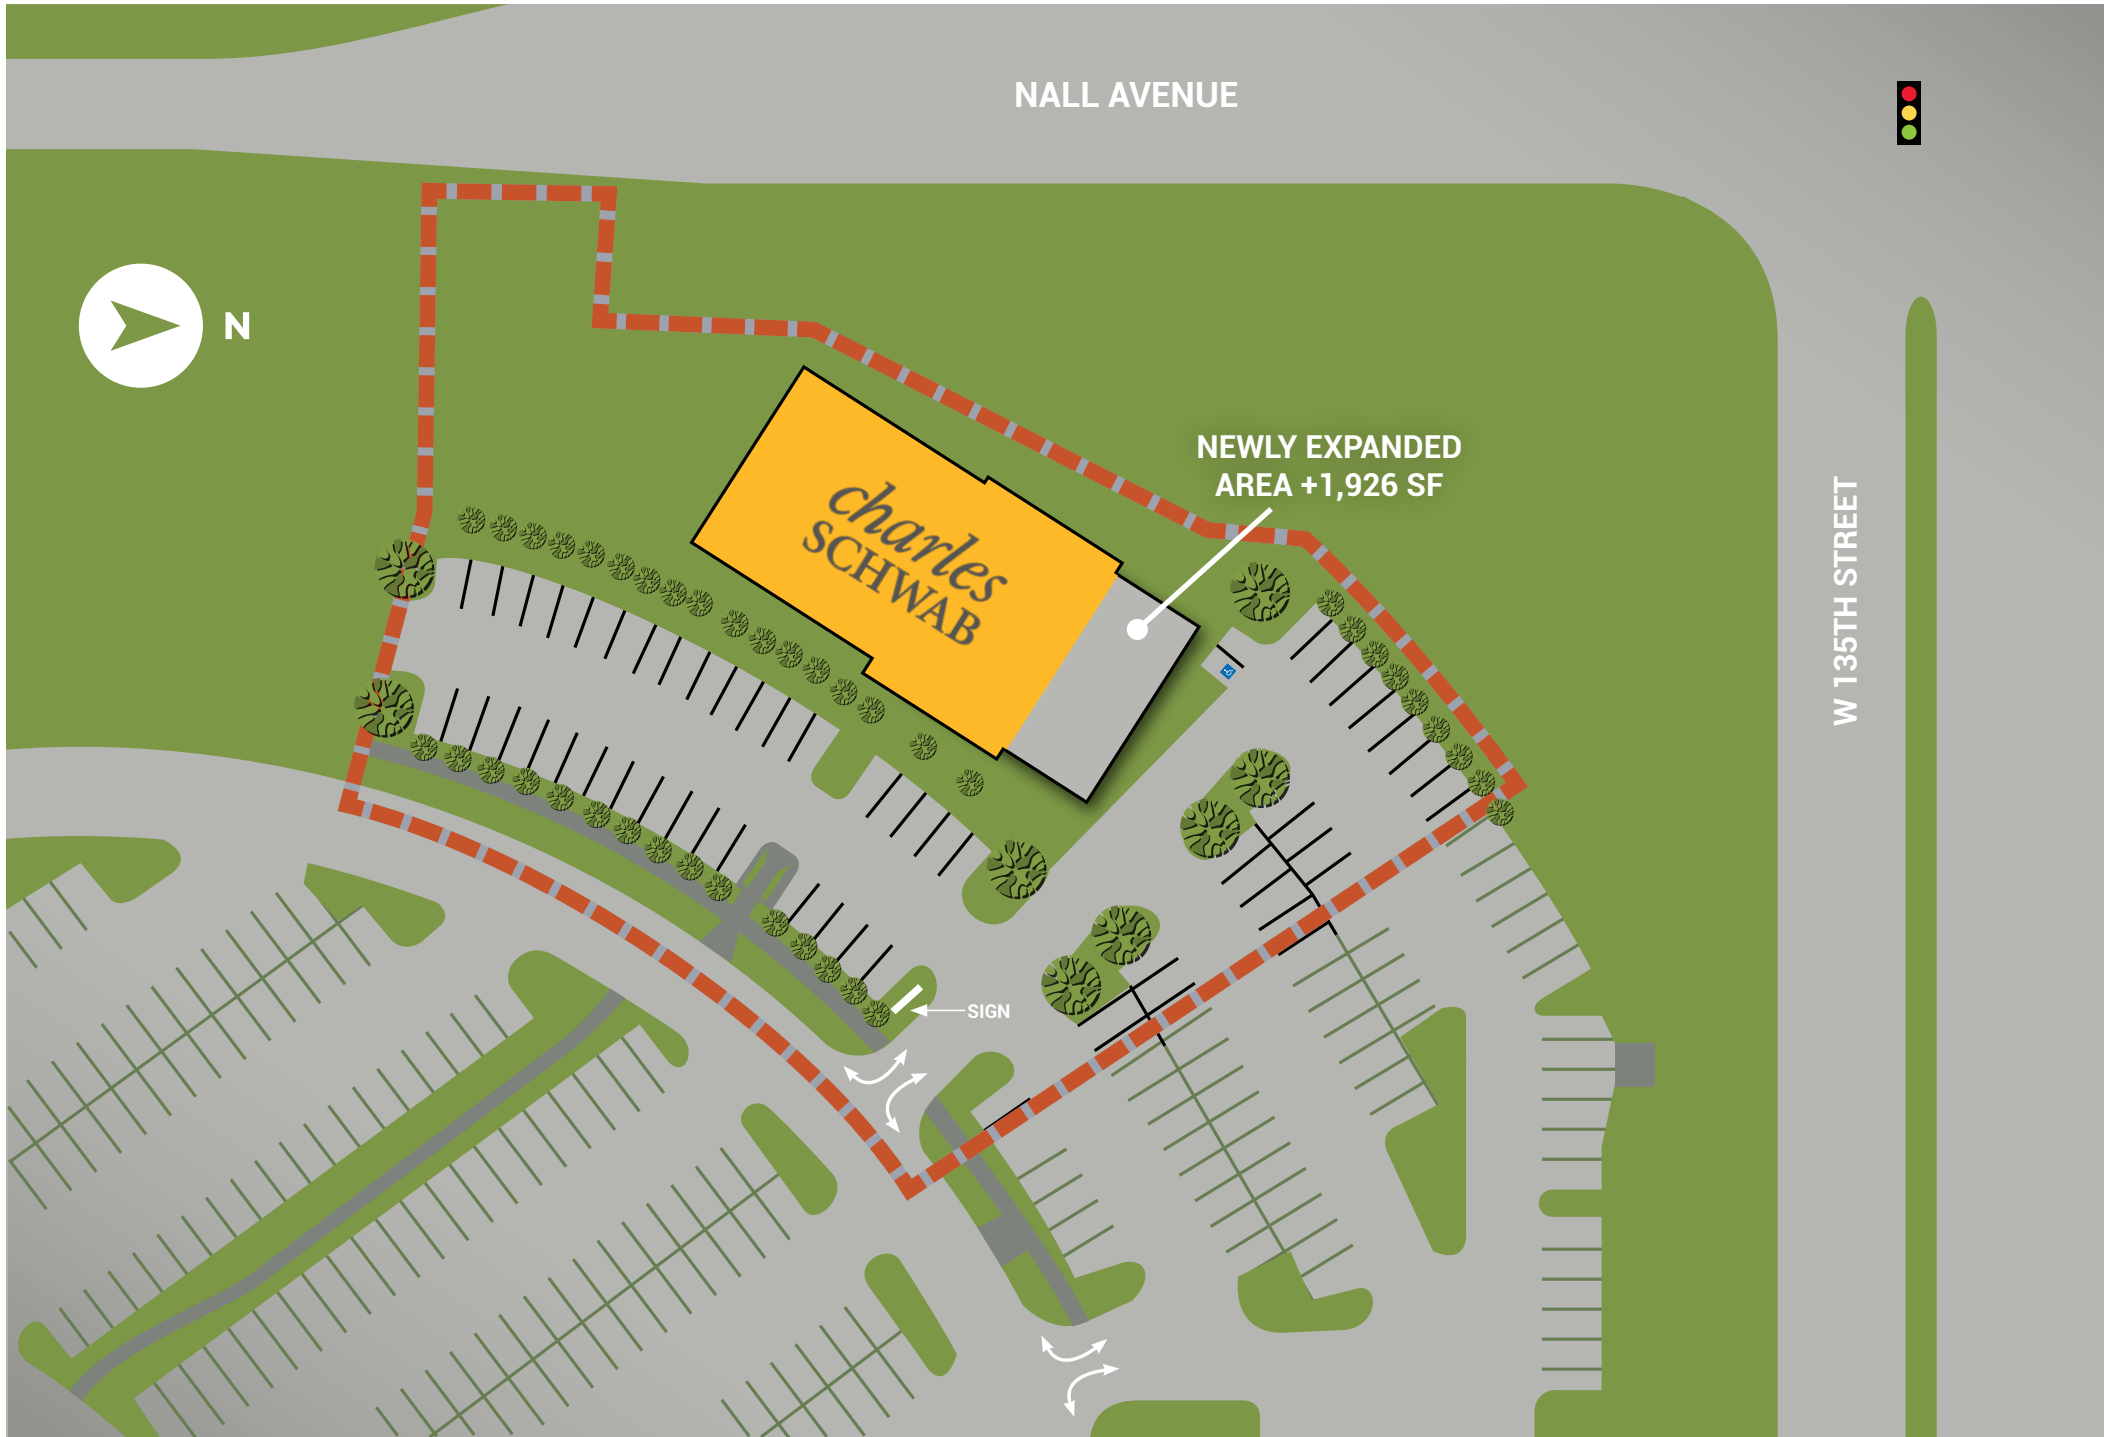 NALL AVENUE
N
NEWLY EXPANDED
AREA +1,926 SF
charles
SCHWAB
W 135TH STREET
SIGN